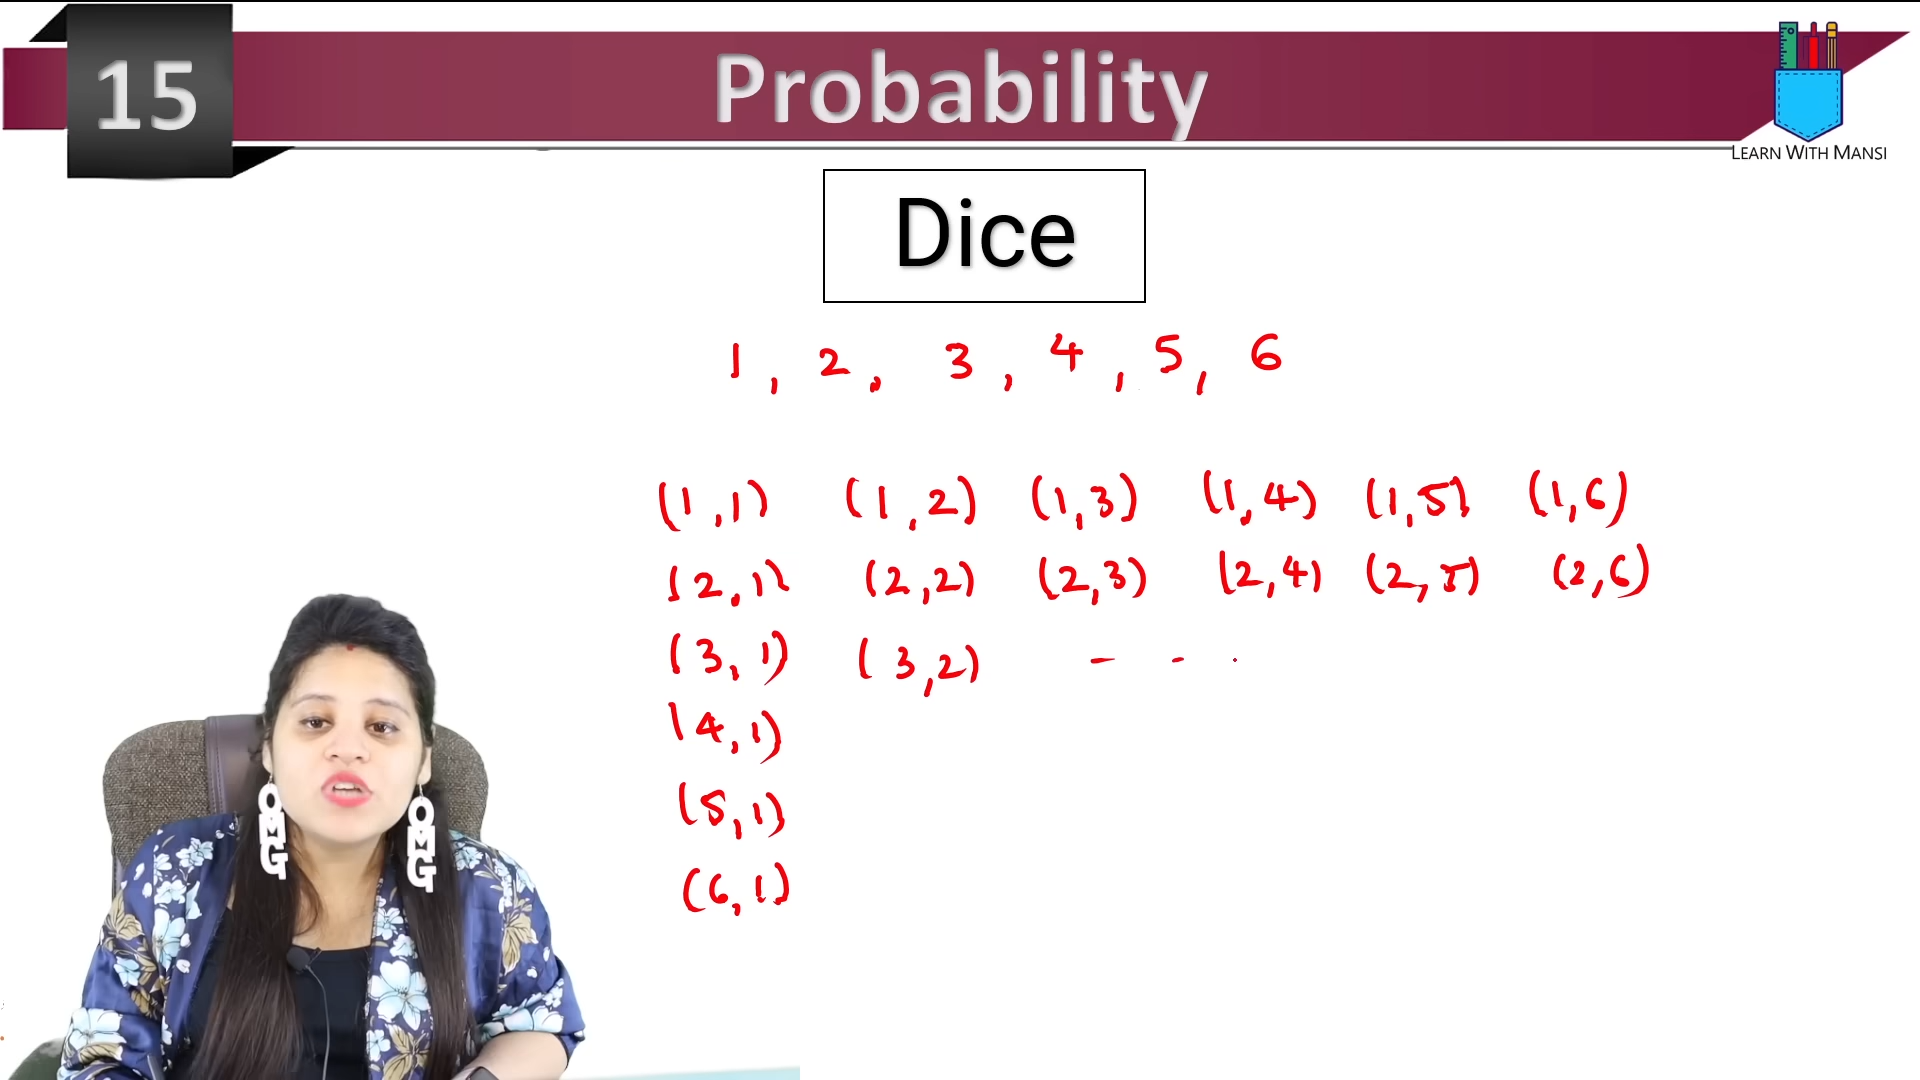 15
Probability
LEARN WITH MANSI
Dice
1, 2, 3, 4, 5, 6
(1,1) (1,2) (1,3) (1,4) (1,5) (1,6)
(2,1) (2,2) (2,3) (2,4) (2,5) (2,6)
(3,1) (3,2) - - .
(4,1)
(5,1)
(6,1)
OMG OMG